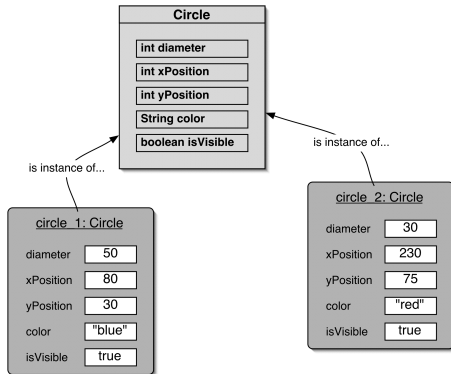 Circle
int diameter
int xPosition
int yPosition
String color
boolean isVisible
is instance of...
is instance of...
circle_1: Circle
diameter 50
xPosition 80
yPosition 30
color "blue"
isVisible true
circle_2: Circle
diameter 30
xPosition 230
yPosition 75
color "red"
isVisible true